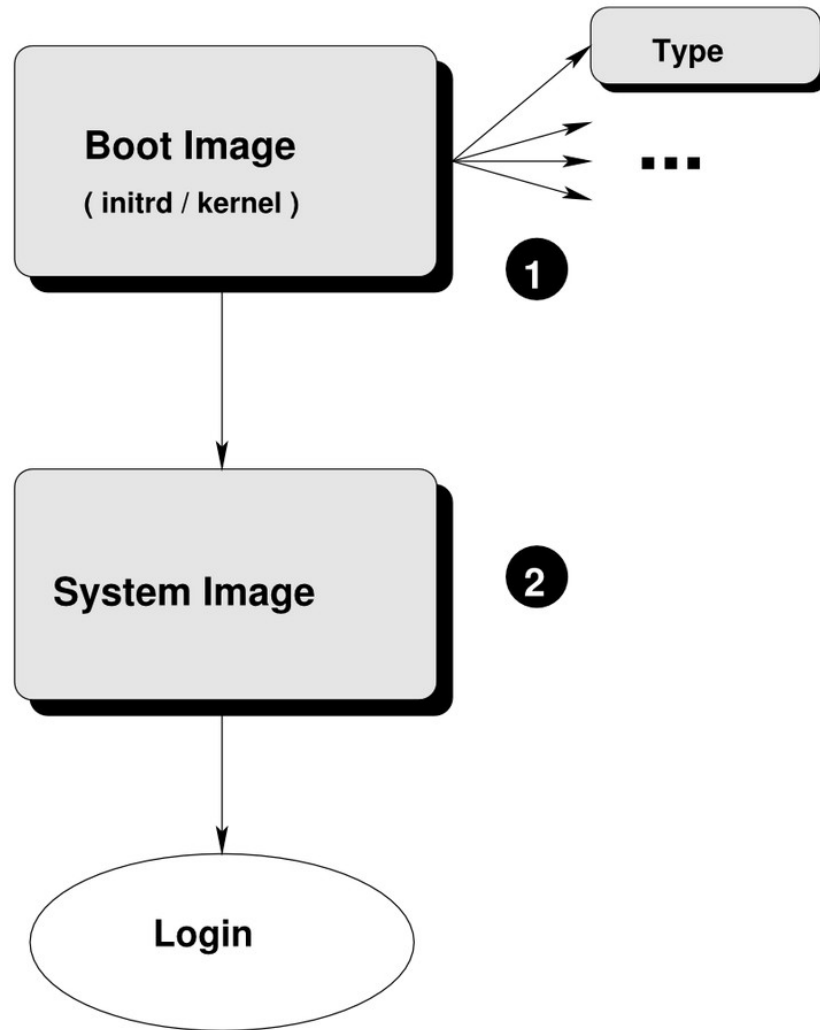 Type
Boot Image
( initrd / kernel )
...
1
System Image
2
Login